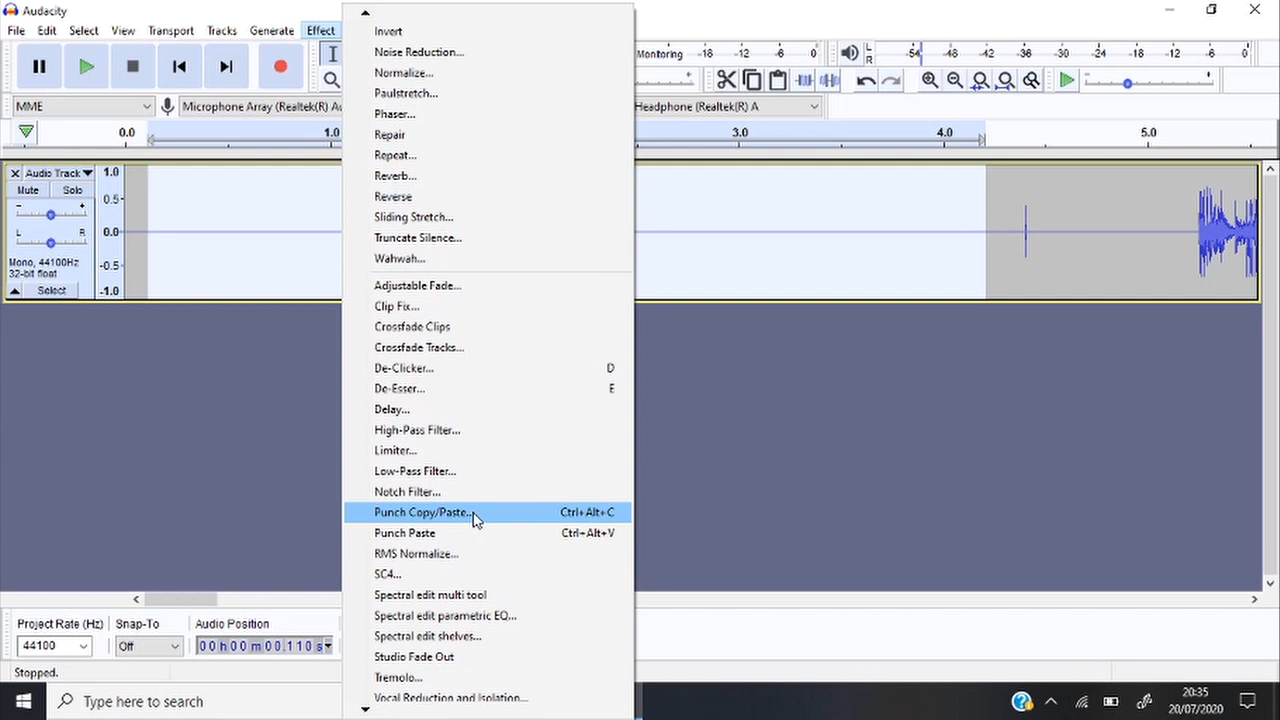 Audacity
File Edit Select View Transport Tracks Generate Effect
Invert
Noise Reduction...
Normalize...
Paulstretch...
Phaser...
Repair
Repeat...
Reverb...
Reverse
Sliding Stretch...
Truncate Silence...
Wahwah...
Adjustable Fade...
Clip Fix...
Crossfade Clips
Crossfade Tracks...
De-Clicker... D
De-Esser... E
Delay...
High-Pass Filter...
Limiter...
Low-Pass Filter...
Notch Filter...
Punch Copy/Paste... Ctrl+Alt+C
Punch Paste Ctrl+Alt+V
RMS Normalize...
SC4...
Spectral edit multi tool
Spectral edit parametric EQ...
Spectral edit shelves...
Studio Fade Out
Tremolo...
Vocal Reduction and Isolation...
Monitoring -18 -12 -6 0
L
R
-54 -48 -42 -36 -30 -24 -18 -12 -6 0
MME
Microphone Array (Realtek(R) Au
Headphone (Realtek(R) A
0.0 1.0 3.0 4.0 5.0
Audio Track
Mute Solo
- +
L R
Mono, 44100Hz
32-bit float
Select
1.0
0.5
0.0
-0.5
-1.0
Project Rate (Hz) Snap-To Audio Position
44100 Off 00 h 00 m 00.110 s
Stopped.
Type here to search
20:35
20/07/2020